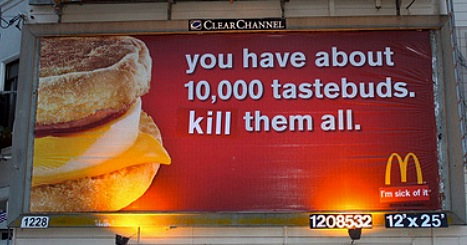 CLEARCHANNEL
you have about
10,000 tastebuds.
kill them all.
M
I'm sick of it
1228
1208532 12'x25'